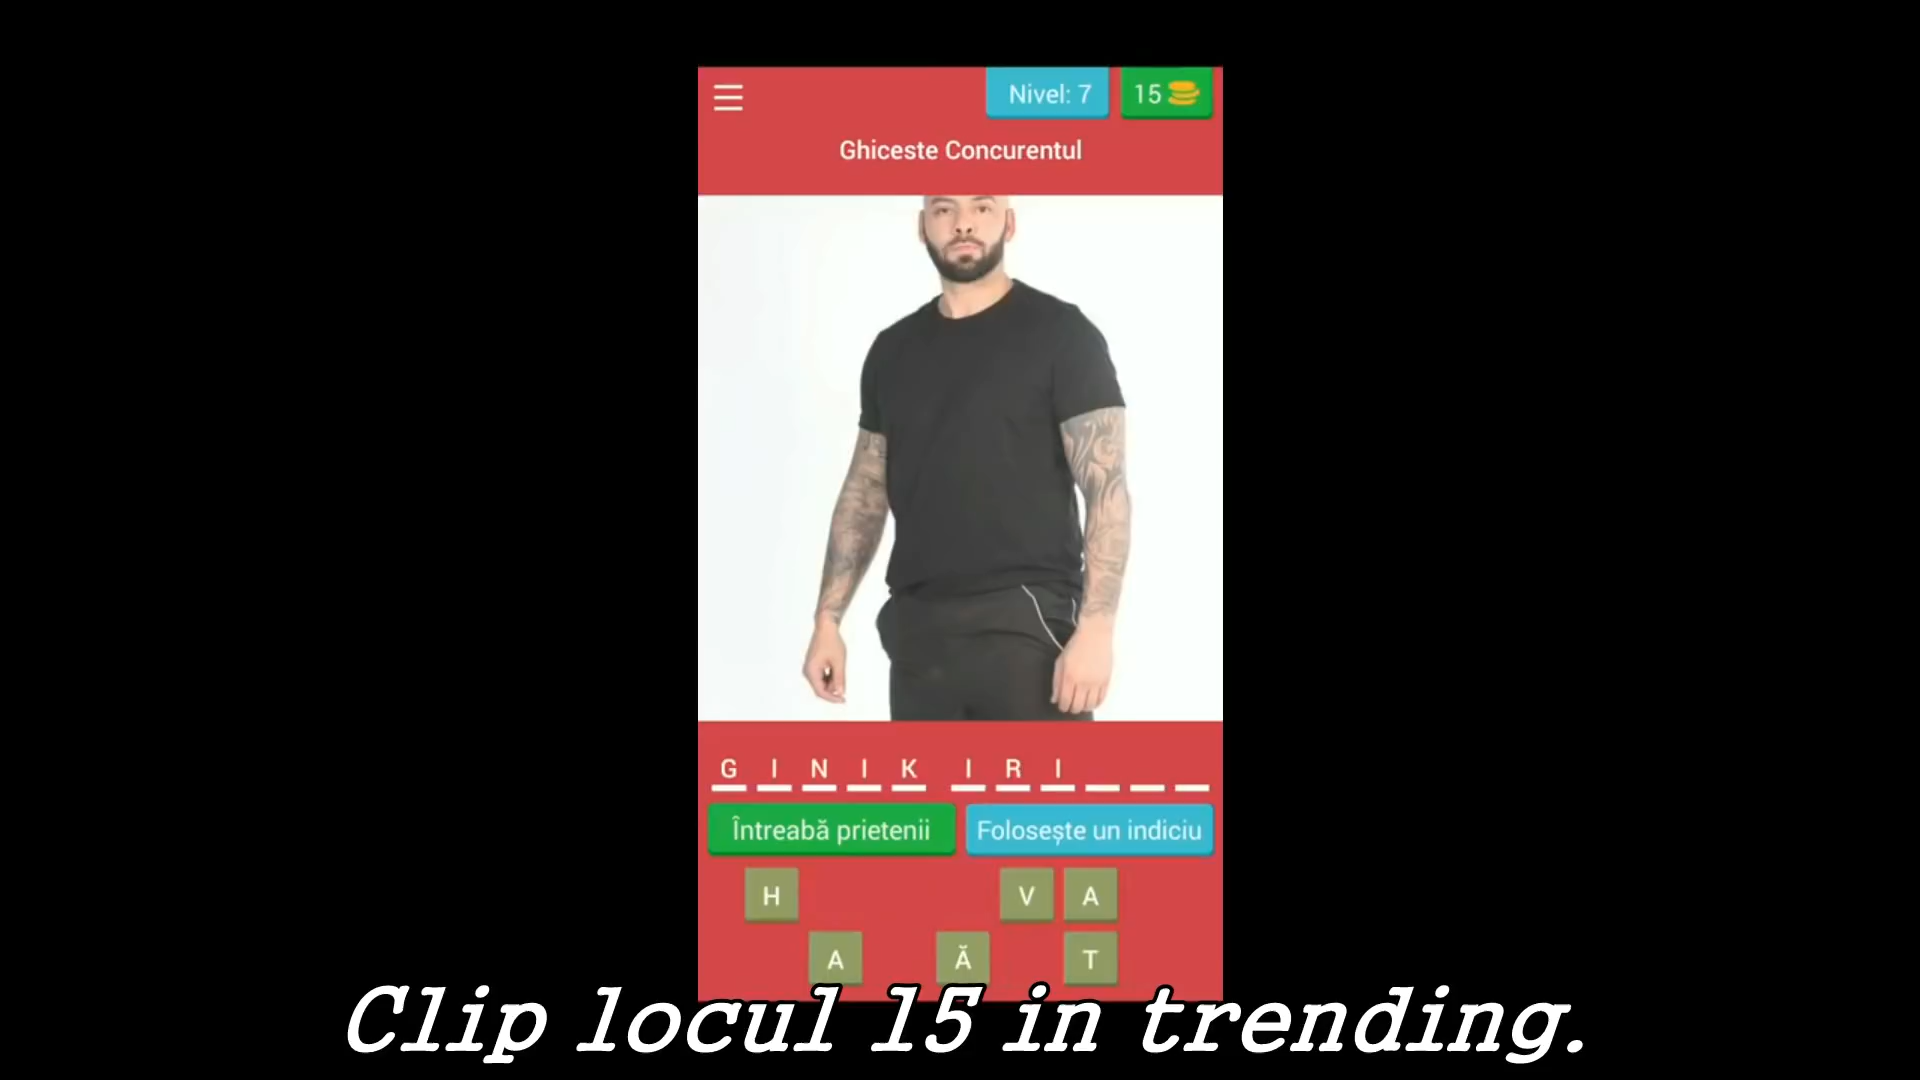 Nivel: 7
15
Ghiceste Concurentul
G I N I K I R I
Întreabă prietenii
Folosește un indiciu
H V A
A Ă T
Clip locul 15 in trending.